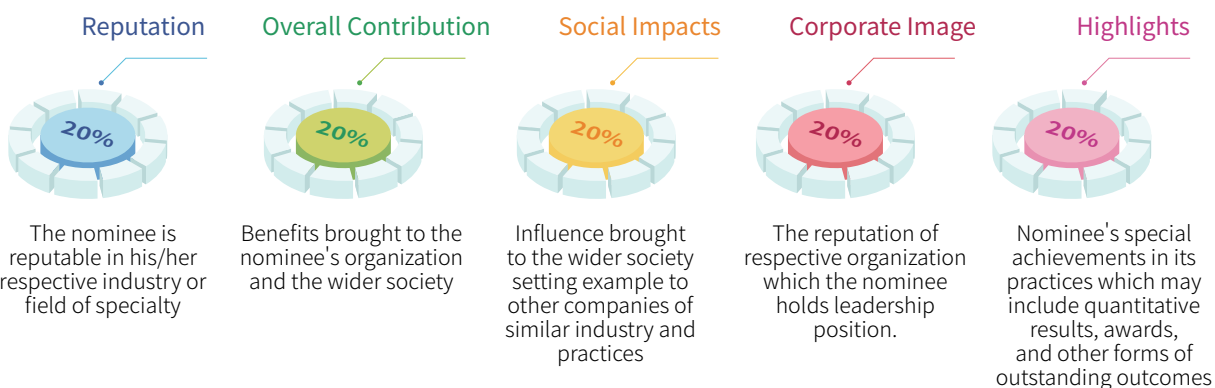 Reputation
20%
The nominee is
reputable in his/her
respective industry or
field of specialty
Overall Contribution
20%
Benefits brought to the
nominee's organization
and the wider society
Social Impacts
20%
Influence brought
to the wider society
setting example to
other companies of
similar industry and
practices
Corporate Image
20%
The reputation of
respective organization
which the nominee
holds leadership
position.
Highlights
20%
Nominee's special
achievements in its
practices which may
include quantitative
results, awards,
and other forms of
outstanding outcomes